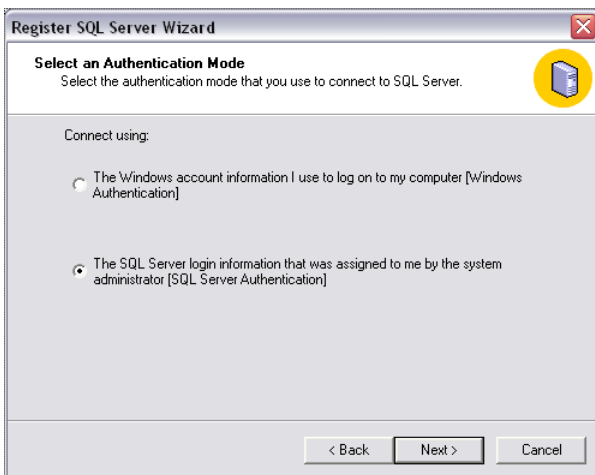 Register SQL Server Wizard
Select an Authentication Mode
Select the authentication mode that you use to connect to SQL Server.
Connect using:
The Windows account information I use to log on to my computer [Windows
Authentication]
The SQL Server login information that was assigned to me by the system
administrator [SQL Server Authentication]
< Back
Next >
Cancel